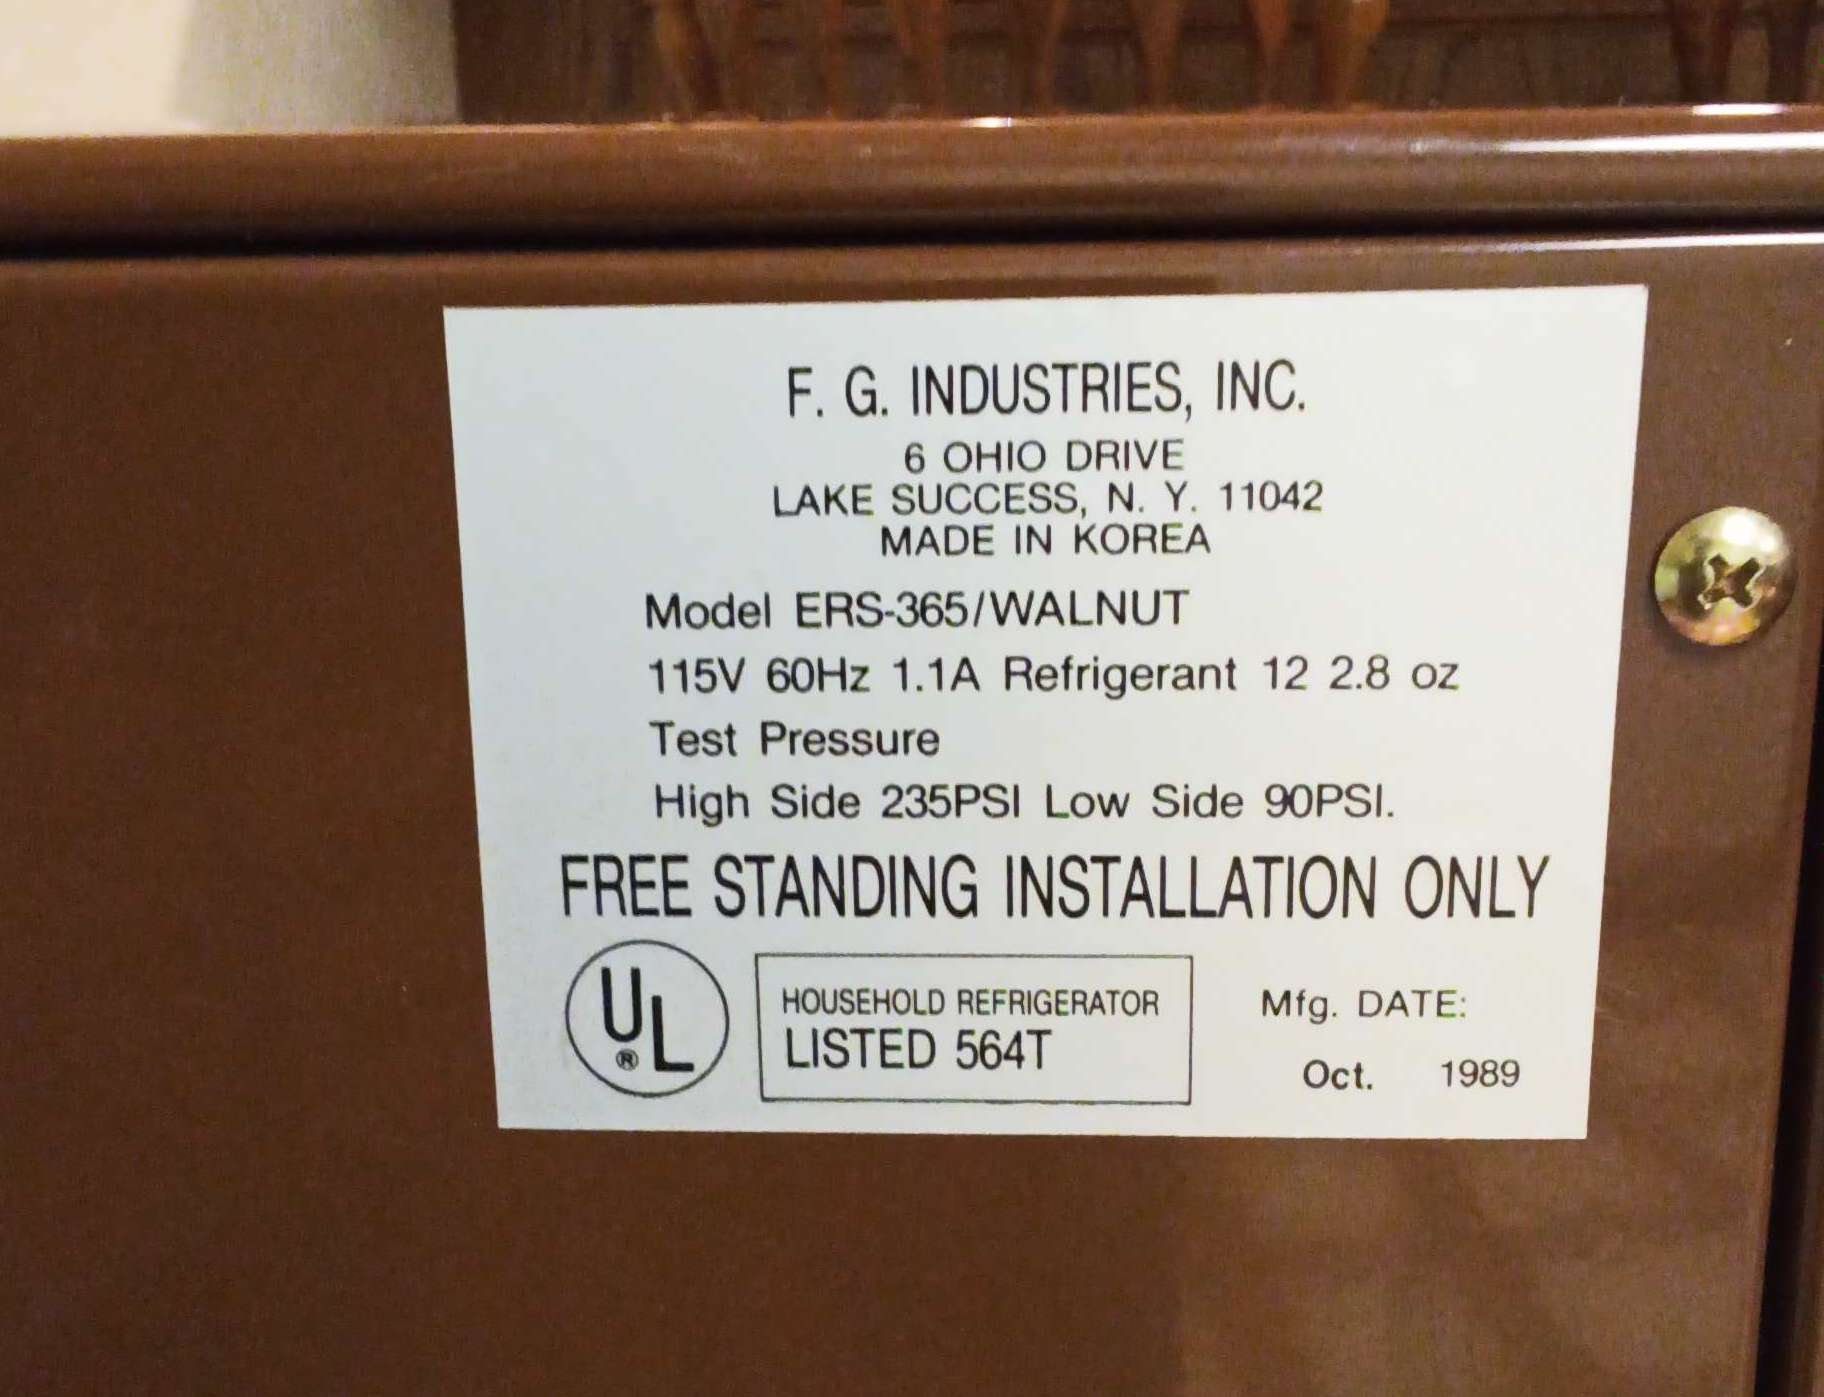 F. G. INDUSTRIES, INC.
6 OHIO DRIVE
LAKE SUCCESS, N. Y. 11042
MADE IN KOREA
Model ERS-365/WALNUT
115V 60Hz 1.1A Refrigerant 12 2.8 oz
Test Pressure
High Side 235PSI Low Side 90PSI.
FREE STANDING INSTALLATION ONLY
UL®
HOUSEHOLD REFRIGERATOR
LISTED 564T
Mfg. DATE:
Oct. 1989